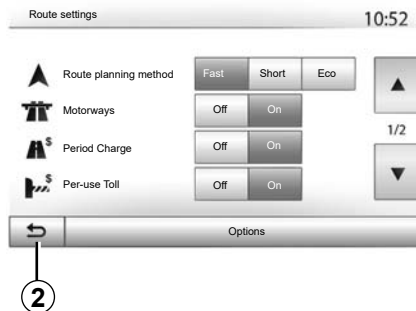 Route settings 10:52
Route planning method Fast Short Eco
Motorways Off On
1/2
Period Charge $ Off On
Per-use Toll $ Off On
Options
2